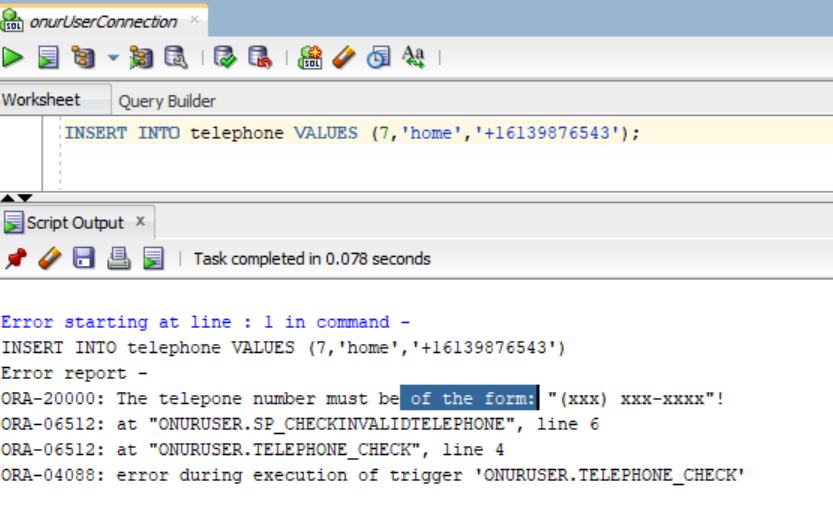 onurUserConnection
Aa
Worksheet Query Builder
INSERT INTO telephone VALUES (7,'home','+16139876543');
Script Output x
Task completed in 0.078 seconds
Error starting at line : 1 in command -
INSERT INTO telephone VALUES (7,'home','+16139876543')
Error report -
ORA-20000: The telepone number must be of the form: "(xxx) xxx-xxxx"!
ORA-06512: at "ONURUSER.SP_CHECKINVALIDTELEPHONE", line 6
ORA-06512: at "ONURUSER.TELEPHONE_CHECK", line 4
ORA-04088: error during execution of trigger 'ONURUSER.TELEPHONE_CHECK'